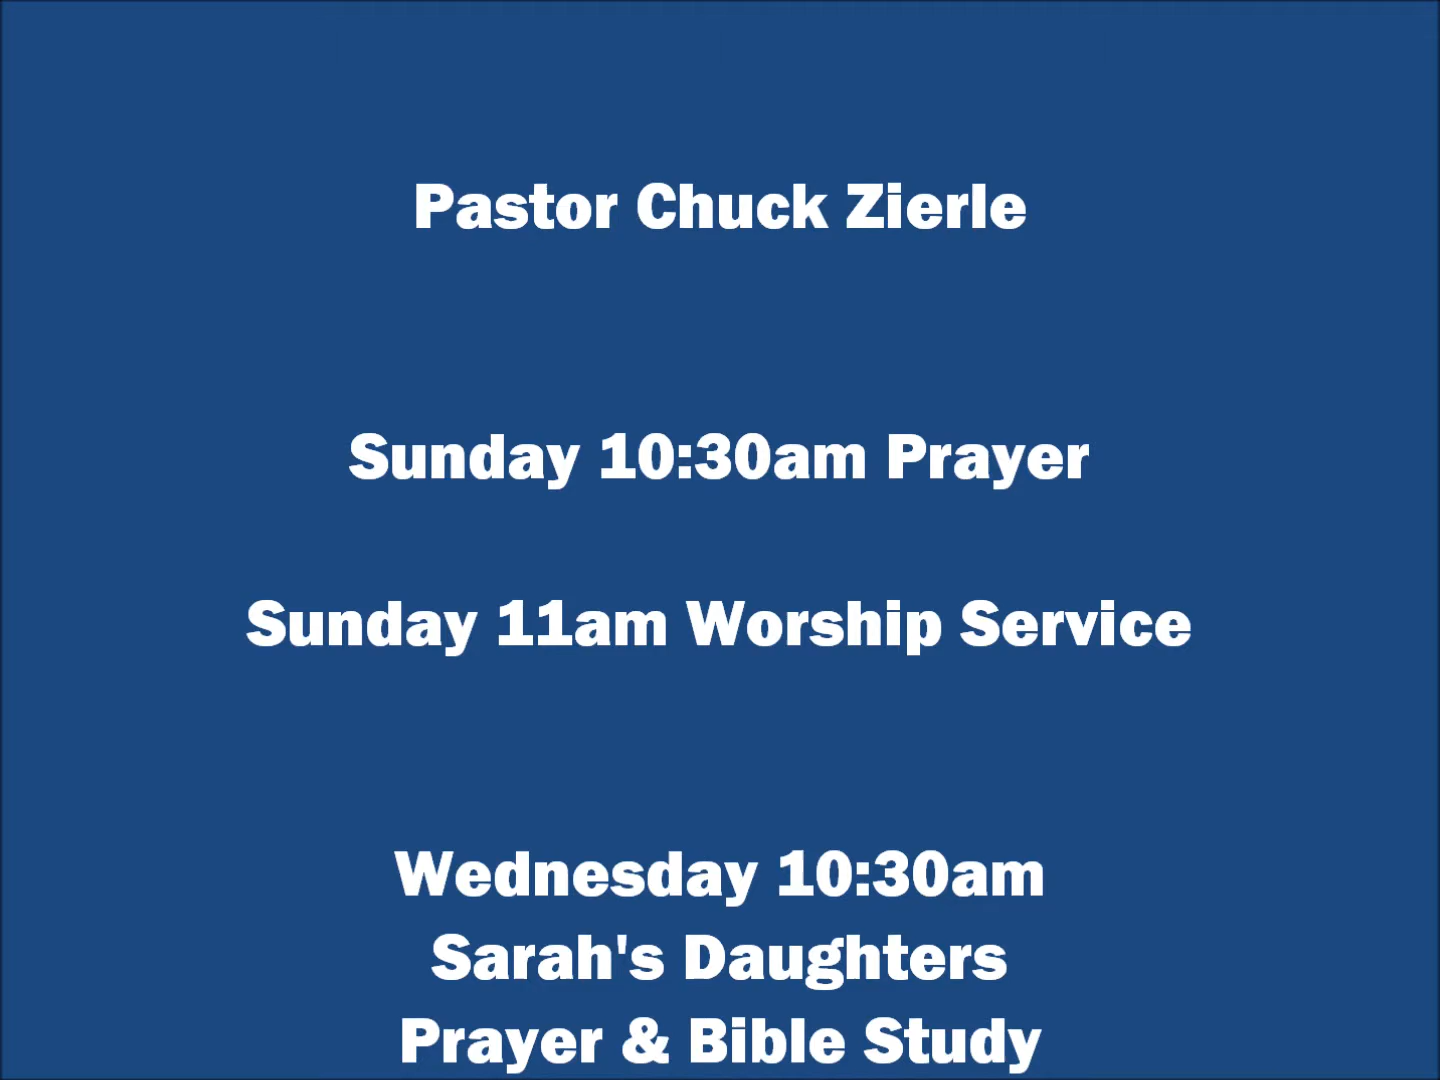 Pastor Chuck Zierle
Sunday 10:30am Prayer
Sunday 11am Worship Service
Wednesday 10:30am
Sarah's Daughters
Prayer & Bible Study